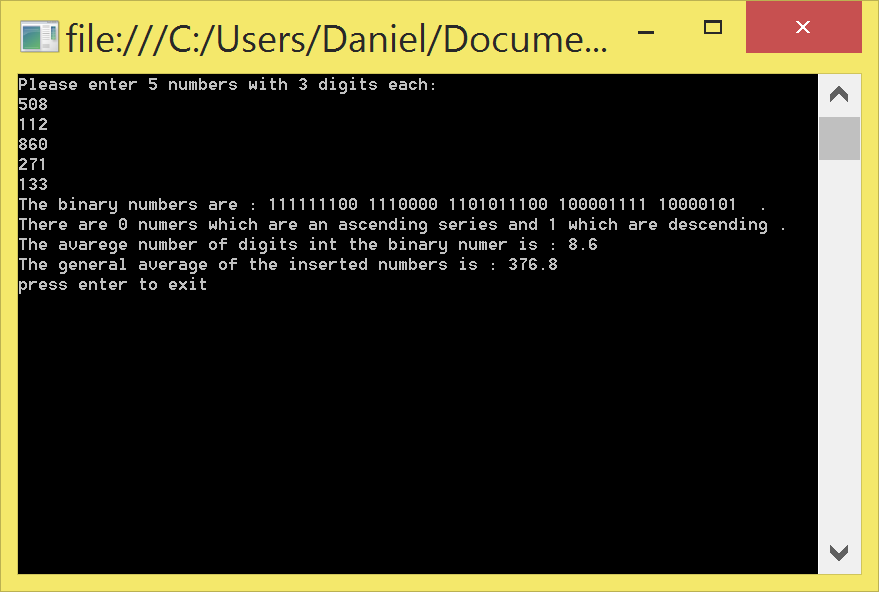 file:///C:/Users/Daniel/Docume...
Please enter 5 numbers with 3 digits each:
508
112
860
271
133
The binary numbers are : 111111100 1110000 1101011100 100001111 10000101  .
There are 0 numers which are an ascending series and 1 which are descending .
The avarege number of digits int the binary numer is : 8.6
The general average of the inserted numbers is : 376.8
press enter to exit